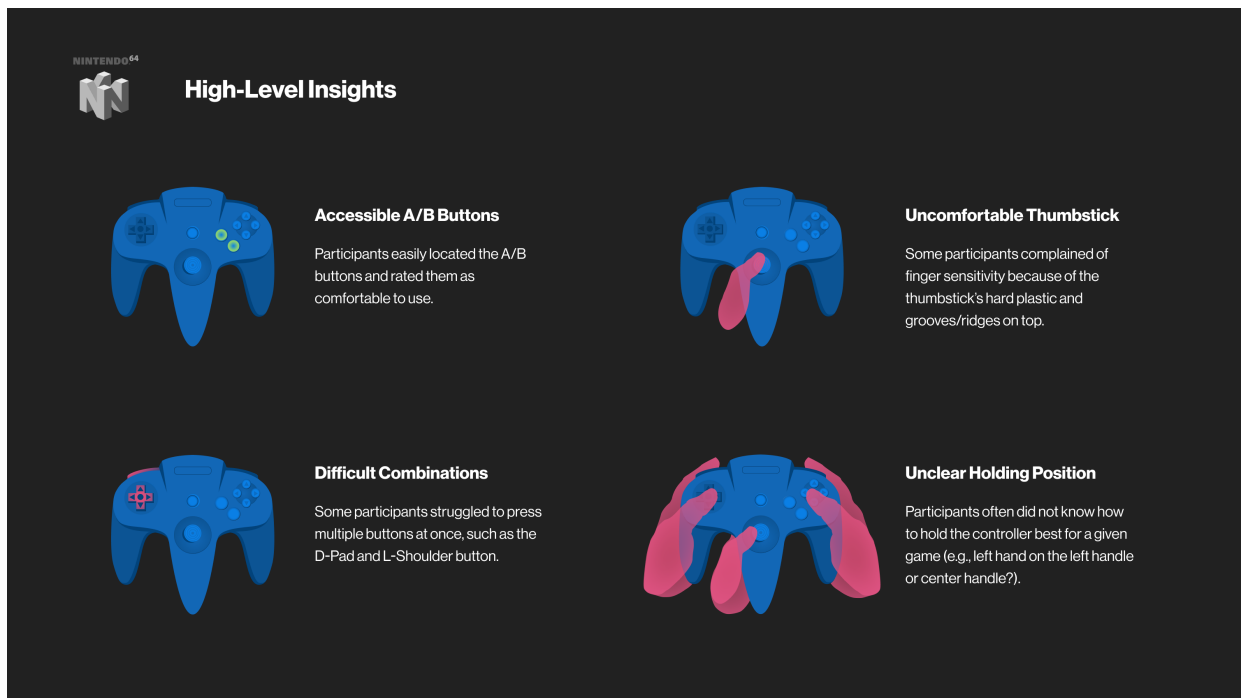 NINTENDO64
High-Level Insights
Accessible A/B Buttons
Participants easily located the A/B
buttons and rated them as
comfortable to use.
Uncomfortable Thumbstick
Some participants complained of
finger sensitivity because of the
thumbstick's hard plastic and
grooves/ridges on top.
Difficult Combinations
Some participants struggled to press
multiple buttons at once, such as the
D-Pad and L-Shoulder button.
Unclear Holding Position
Participants often did not know how
to hold the controller best for a given
game (e.g., left hand on the left handle
or center handle?).